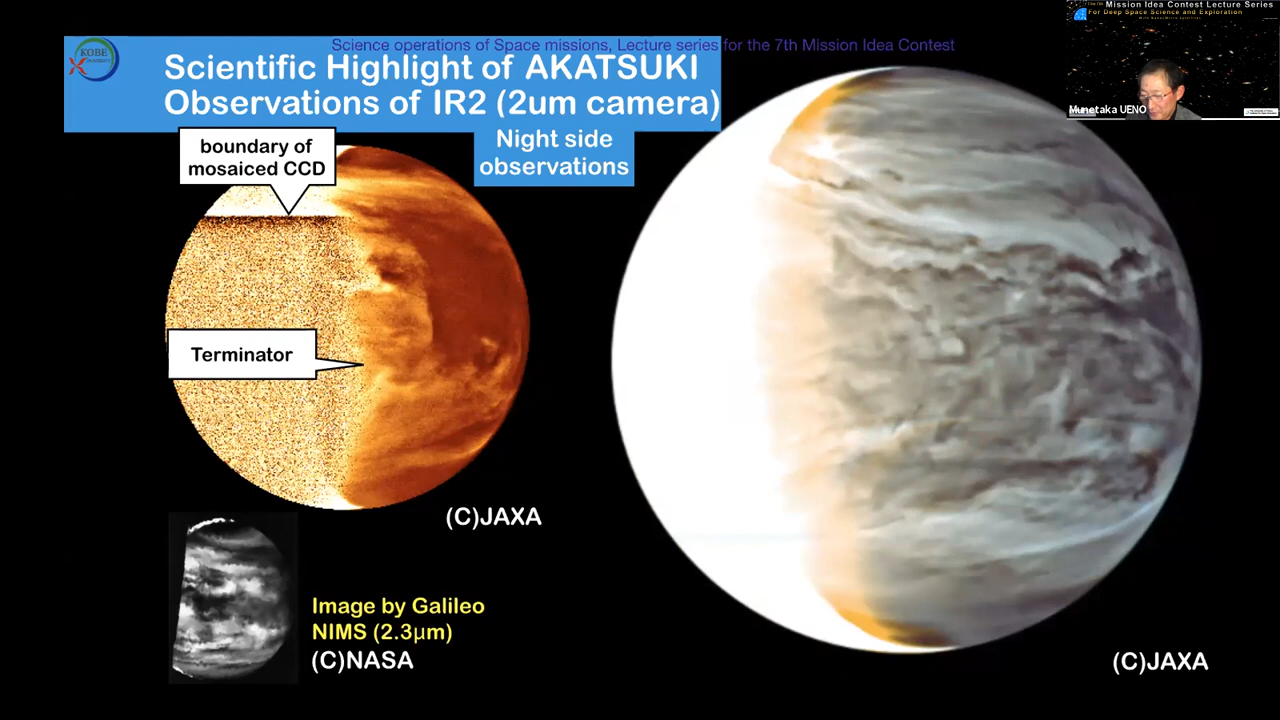 Science operations of Space missions, Lecture series for the 7th Mission Idea Contest
KOBE
UNIVERSITY
Scientific Highlight of AKATSUKI
Observations of IR2 (2um camera)
Night side
observations
boundary of
mosaiced CCD
Terminator
(C)JAXA
Image by Galileo
NIMS (2.3μm)
(C)NASA
(C)JAXA
Mission Idea Contest Lecture Series
For Deep Space Science and Exploration
Munetaka UENO